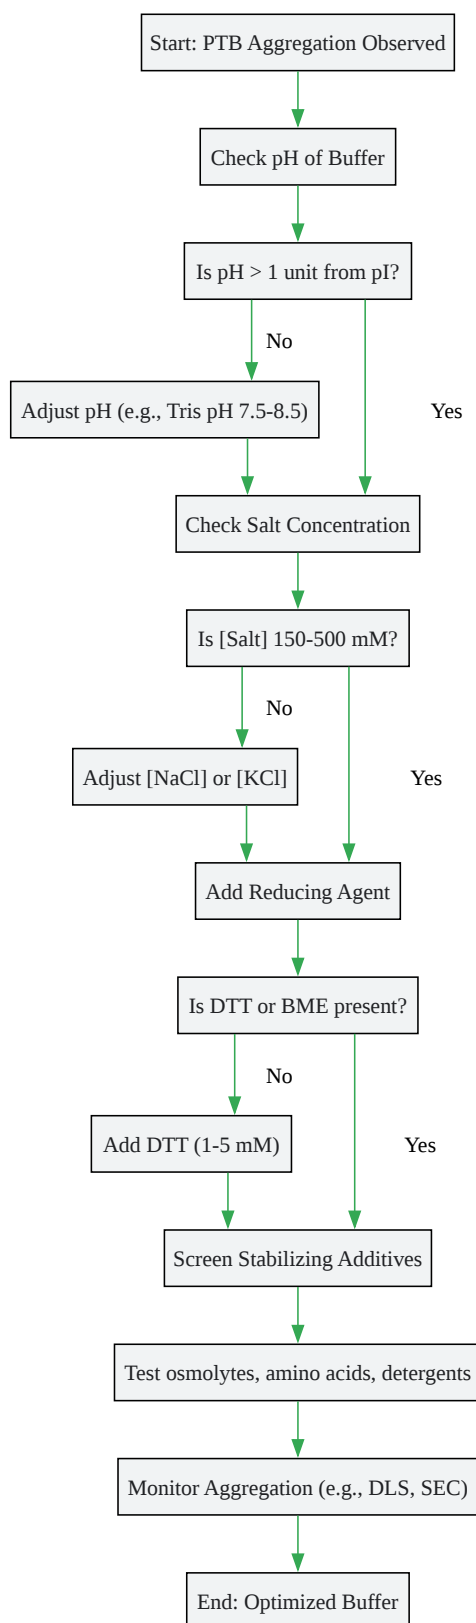 Start: PTB Aggregation Observed
Check pH of Buffer
Is pH > 1 unit from pI?
No
Adjust pH (e.g., Tris pH 7.5-8.5)
Yes
Check Salt Concentration
Is [Salt] 150-500 mM?
No
Adjust [NaCl] or [KCl]
Yes
Add Reducing Agent
Is DTT or BME present?
No
Add DTT (1-5 mM)
Yes
Screen Stabilizing Additives
Test osmolytes, amino acids, detergents
Monitor Aggregation (e.g., DLS, SEC)
End: Optimized Buffer